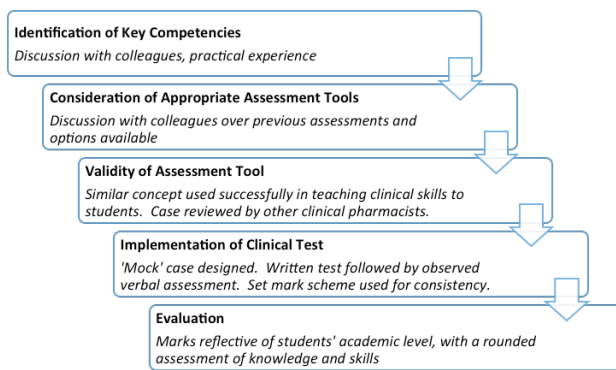 Identification of Key Competencies
Discussion with colleagues, practical experience
Consideration of Appropriate Assessment Tools
Discussion with colleagues over previous assessments and
options available
Validity of Assessment Tool
Similar concept used successfully in teaching clinical skills to
students.  Case reviewed by other clinical pharmacists.
Implementation of Clinical Test
'Mock' case designed.  Written test followed by observed
verbal assessment.  Set mark scheme used for consistency.
Evaluation
Marks reflective of students' academic level, with a rounded
assessment of knowledge and skills